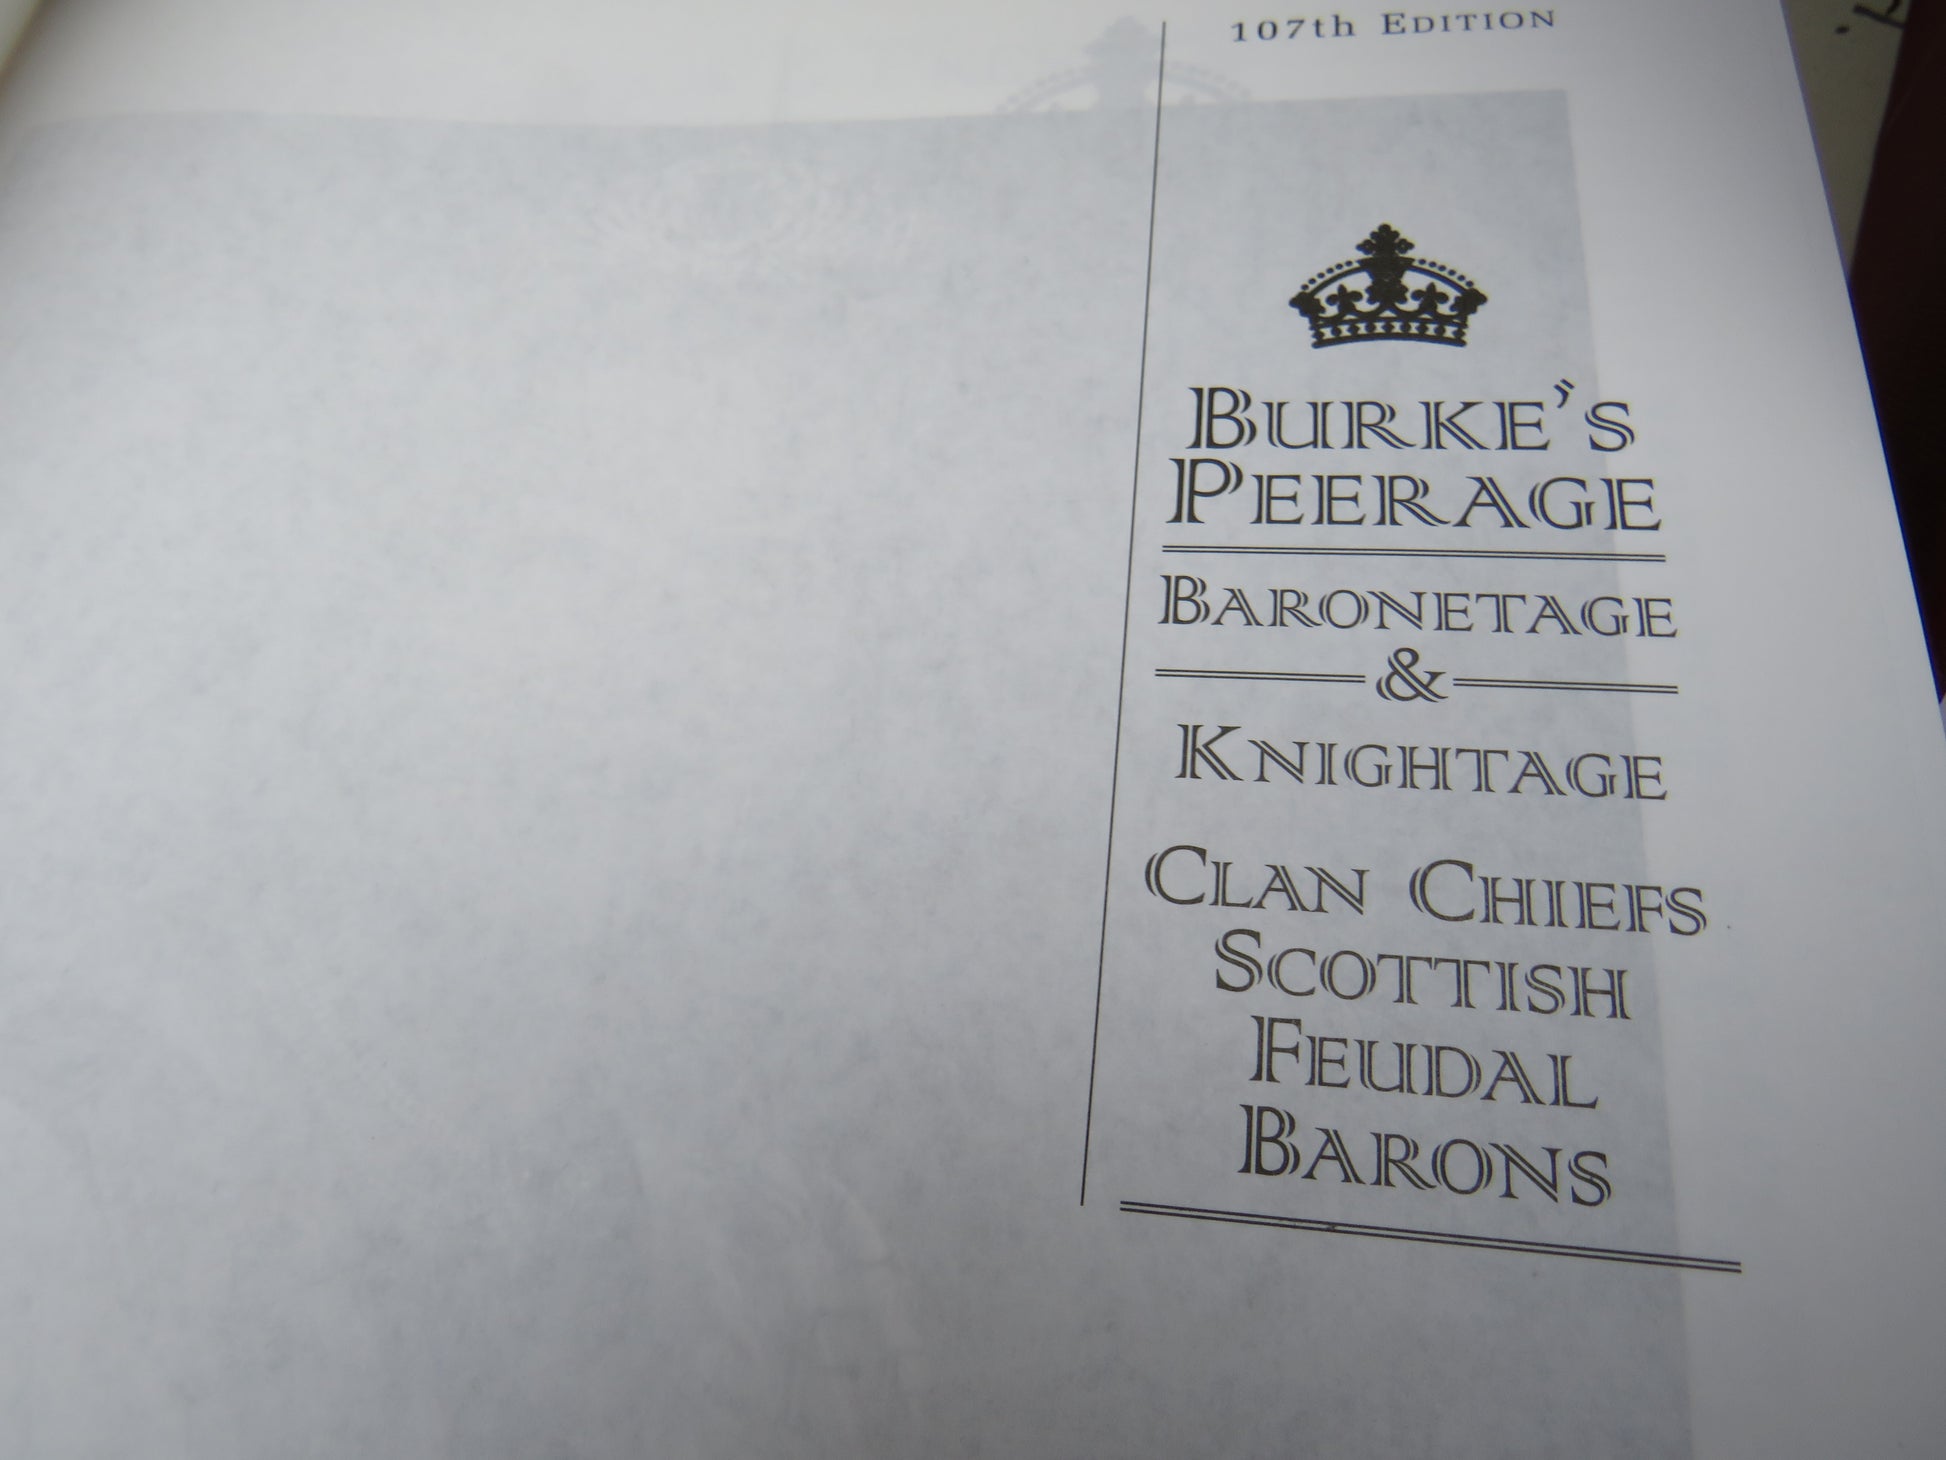 107th EDITION
BURKE'S
PEERAGE
BARONETAGE
&
KNIGHTAGE
CLAN CHIEFS
SCOTTISH
FEUDAL
BARONS